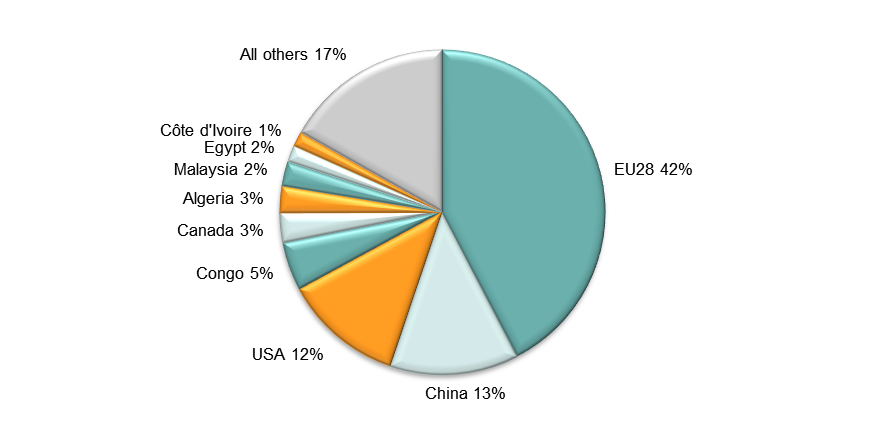 All others 17%
Côte d'Ivoire 1%
Egypt 2%
Malaysia 2%
EU28 42%
Algeria 3%
Canada 3%
Congo 5%
USA 12%
China 13%